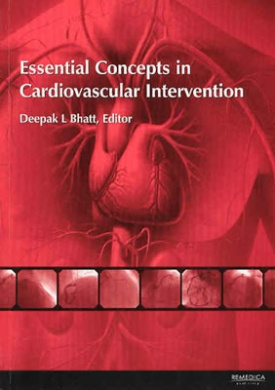 Essential Concepts in
Cardiovascular Intervention
Deepak L Bhatt, Editor
REMEDICA